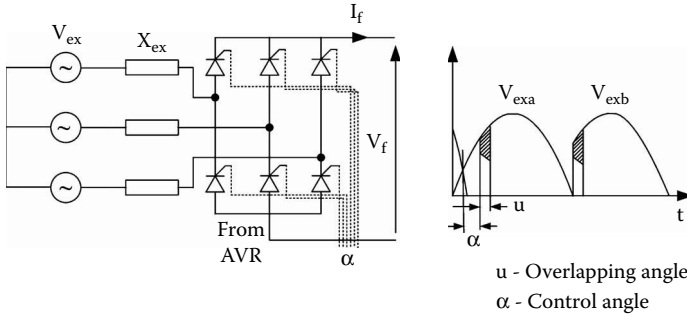 V_ex
X_ex
I_f
V_f
From
AVR
α
V_exa
V_exb
u
α
t
u - Overlapping angle
α - Control angle